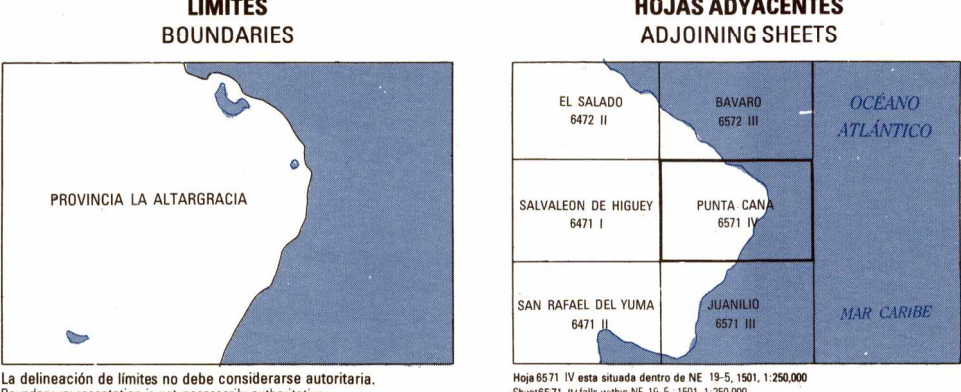 LÍMITES
BOUNDARIES
PROVINCIA LA ALTARGRACIA
La delineación de límites no debe considerarse autoritaria.
HOJAS ADYACENTES
ADJOINING SHEETS
EL SALADO
6472 II
BAVARO
6572 III
OCÉANO
ATLÁNTICO
SALVALEON DE HIGUEY
6471 I
PUNTA CANA
6571 IV
SAN RAFAEL DEL YUMA
6471 II
JUANILIO
6571 III
MAR CARIBE
Hoja 6571 IV esta situada dentro de NE 19-5, 1501, 1:250,000